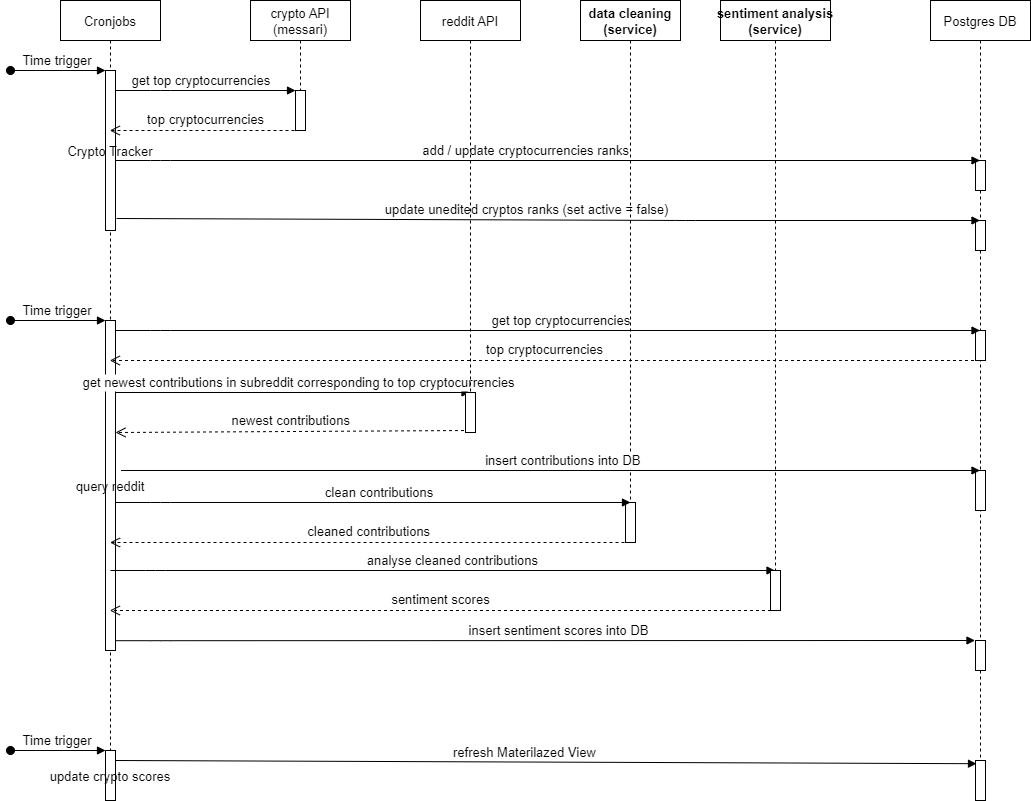 Cronjobs
crypto API
(messari)
reddit API
data cleaning
(service)
sentiment analysis
(service)
Postgres DB
Time trigger
get top cryptocurrencies
top cryptocurrencies
Crypto Tracker
add / update cryptocurrencies ranks
update unedited cryptos ranks (set active = false)
Time trigger
get top cryptocurrencies
top cryptocurrencies
get newest contributions in subreddit corresponding to top cryptocurrencies
newest contributions
insert contributions into DB
query reddit
clean contributions
cleaned contributions
analyse cleaned contributions
sentiment scores
insert sentiment scores into DB
Time trigger
refresh Materilazed View
update crypto scores